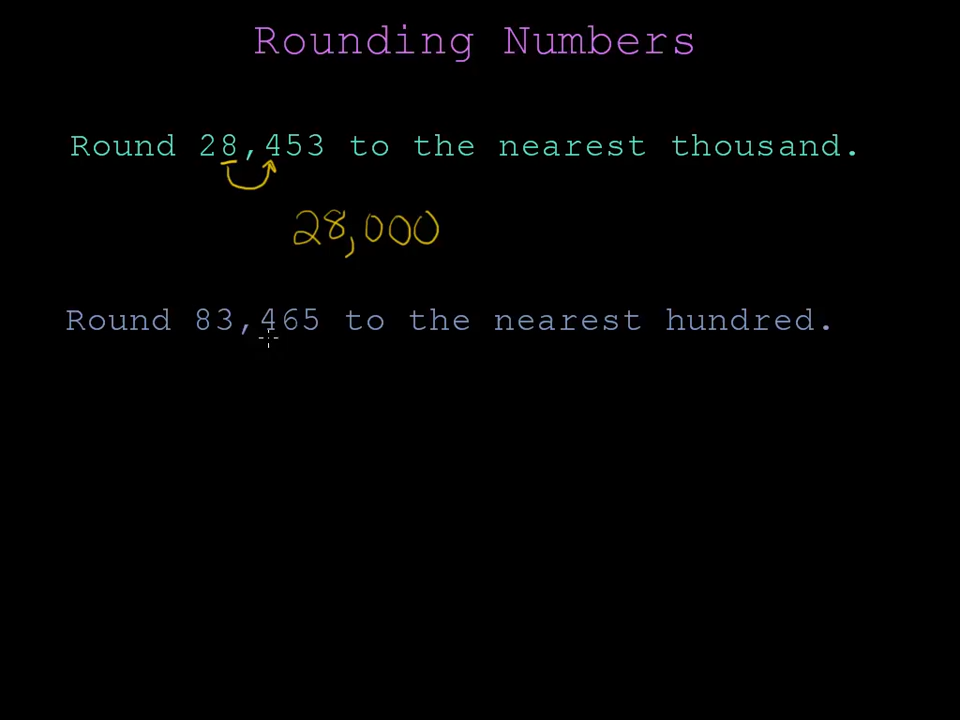 Rounding Numbers
Round 28,453 to the nearest thousand.
28,000
Round 83,465 to the nearest hundred.